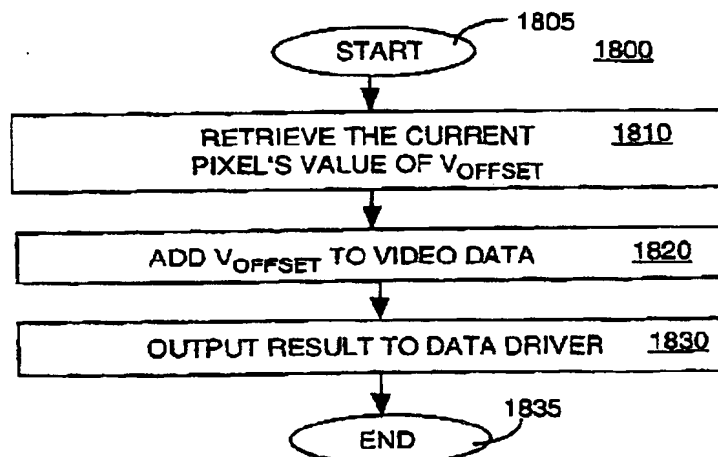 1805
START
1800
RETRIEVE THE CURRENT 1810
PIXEL'S VALUE OF VOFFSET
ADD VOFFSET TO VIDEO DATA 1820
OUTPUT RESULT TO DATA DRIVER 1830
1835
END